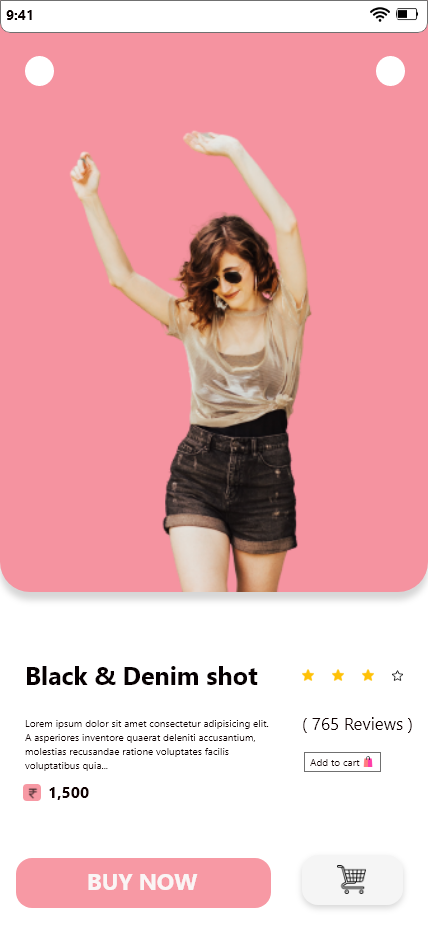 9:41
Black & Denim shot
Lorem ipsum dolor sit amet consectetur adipisicing elit.
A asperiores inventore quaerat deleniti accusantium,
molestias recusandae ratione voluptates facilis
voluptatibus quia...
( 765 Reviews )
Add to cart 🛍️
₹ 1,500
BUY NOW